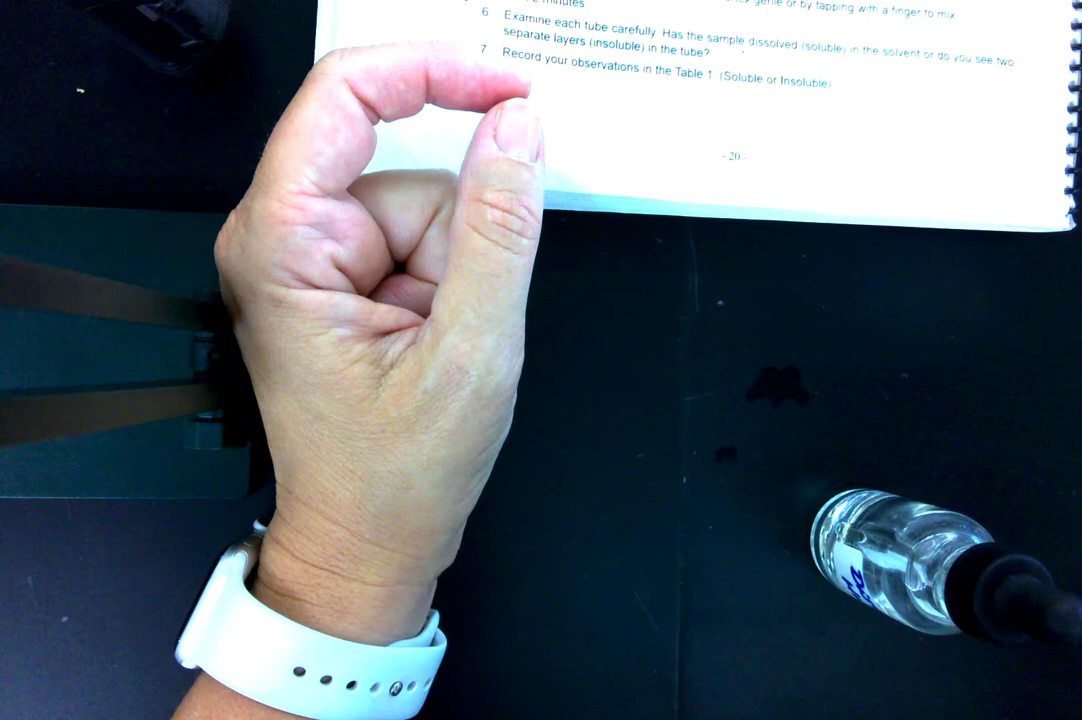 2 minutes
genie or by tapping with a finger to mix
6 Examine each tube carefully Has the sample dissolved (soluble) in the solvent or do you see two
separate layers (insoluble) in the tube?
7 Record your observations in the Table 1 (Soluble or Insoluble)
- 20 -